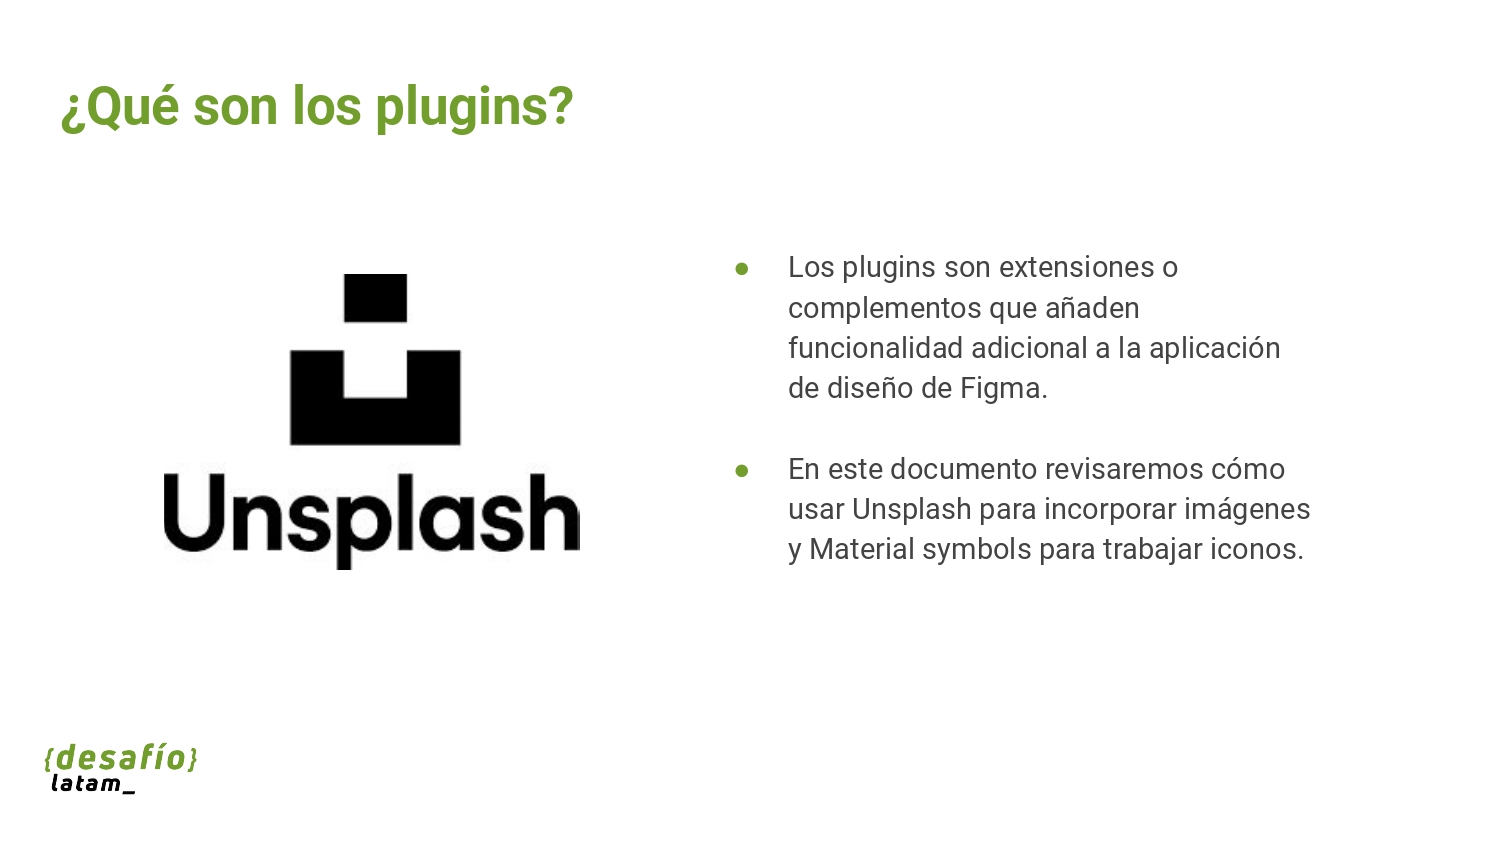 ¿Qué son los plugins?
Unsplash
● Los plugins son extensiones o
complementos que añaden
funcionalidad adicional a la aplicación
de diseño de Figma.
● En este documento revisaremos cómo
usar Unsplash para incorporar imágenes
y Material symbols para trabajar iconos.
{desafío}
latam_